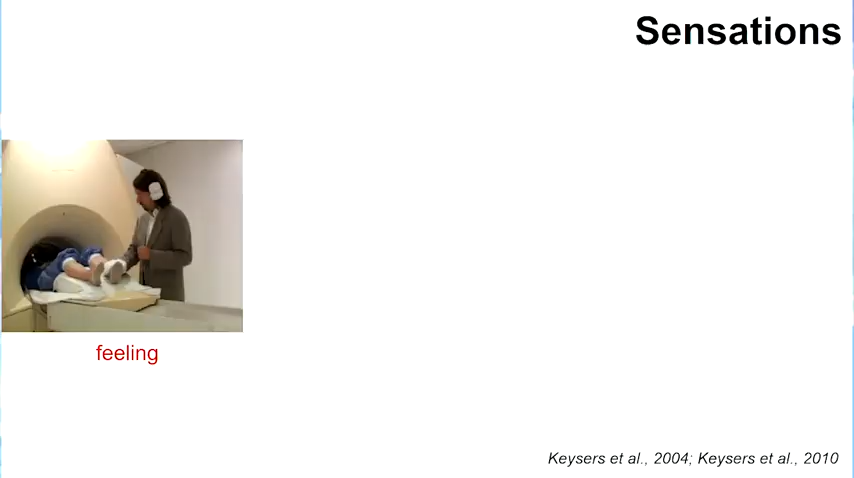 Sensations
feeling
Keysers et al., 2004; Keysers et al., 2010